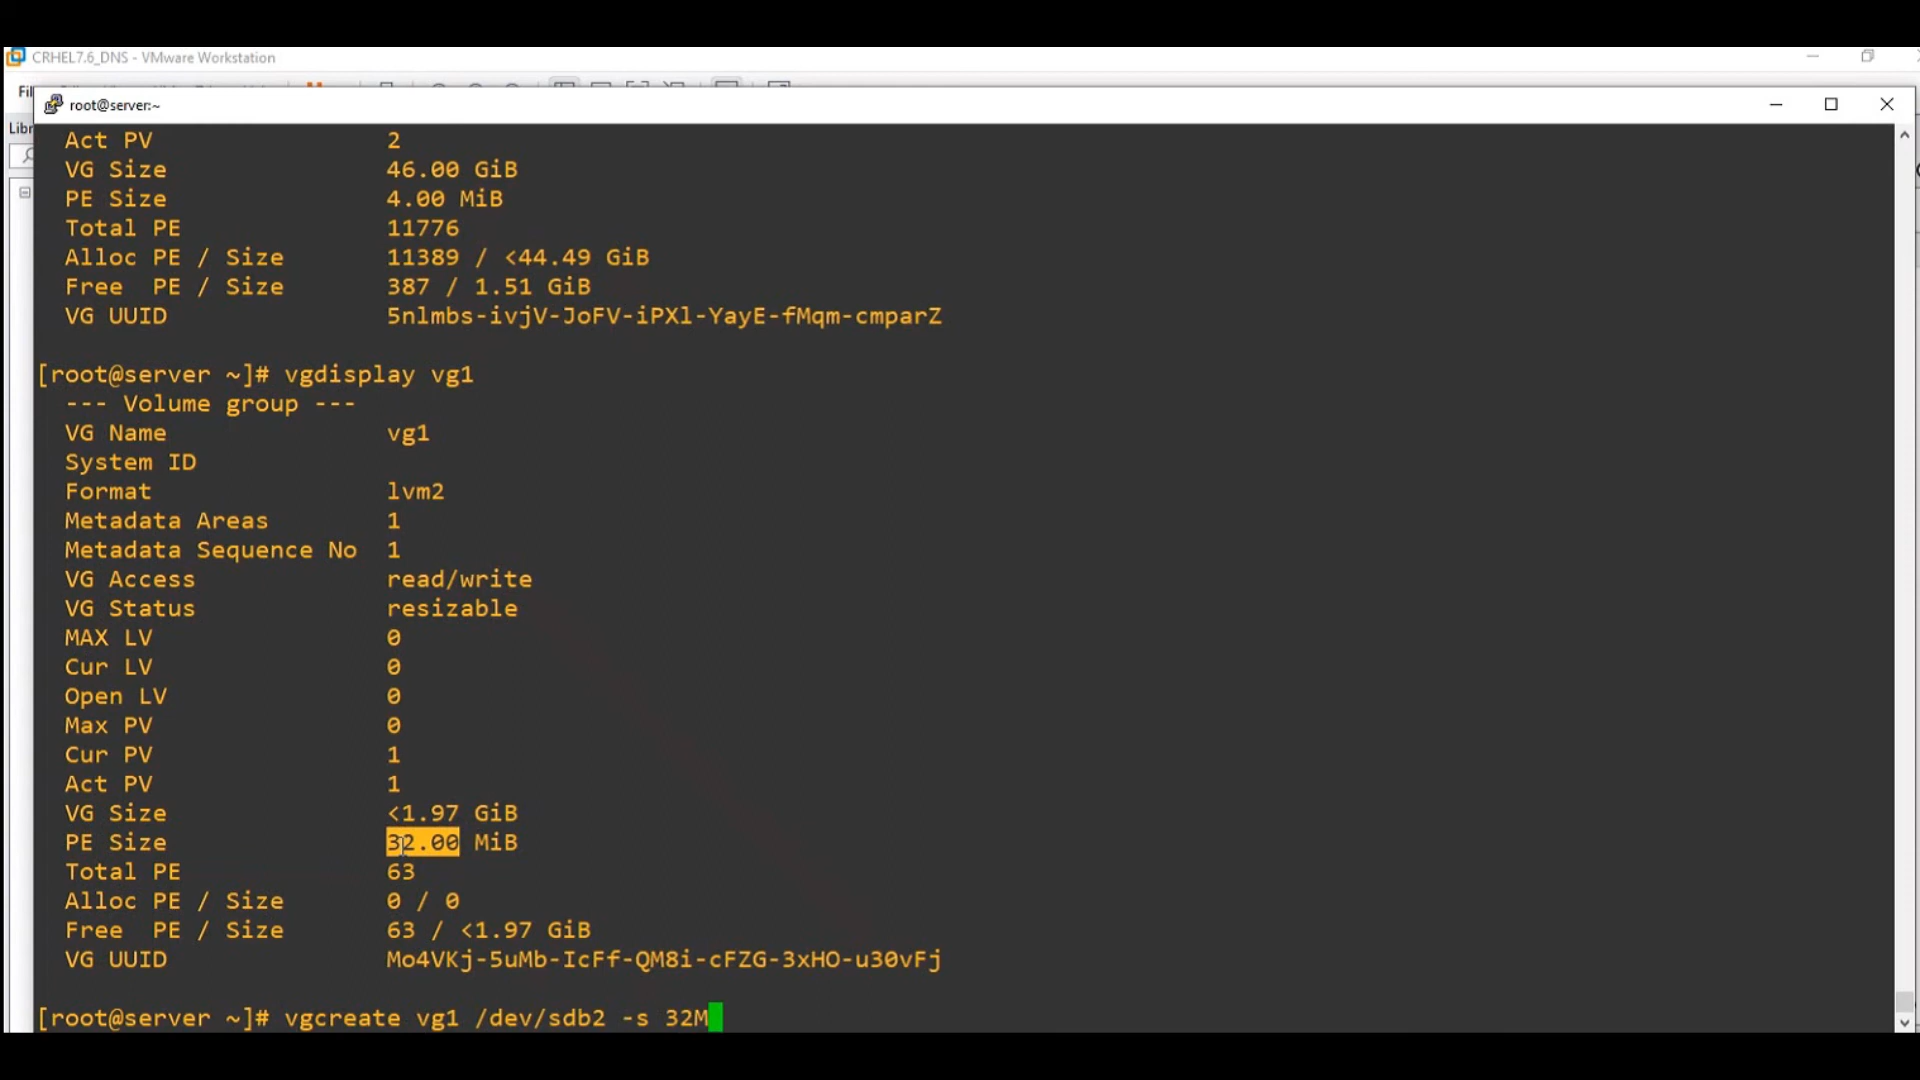 CRHEL7.6_DNS - VMware Workstation
Fil
root@server:~
Libr
Act PV 2
VG Size 46.00 GiB
PE Size 4.00 MiB
Total PE 11776
Alloc PE / Size 11389 / <44.49 GiB
Free PE / Size 387 / 1.51 GiB
VG UUID 5nlmbs-ivjV-JoFV-iPXl-YayE-fMqm-cmparZ
[root@server ~]# vgdisplay vg1
--- Volume group ---
VG Name vg1
System ID
Format lvm2
Metadata Areas 1
Metadata Sequence No 1
VG Access read/write
VG Status resizable
MAX LV 0
Cur LV 0
Open LV 0
Max PV 0
Cur PV 1
Act PV 1
VG Size <1.97 GiB
PE Size 32.00 MiB
Total PE 63
Alloc PE / Size 0 / 0
Free PE / Size 63 / <1.97 GiB
VG UUID Mo4VKj-5uMb-IcFf-QM8i-cFZG-3xHO-u30vFj
[root@server ~]# vgcreate vg1 /dev/sdb2 -s 32M